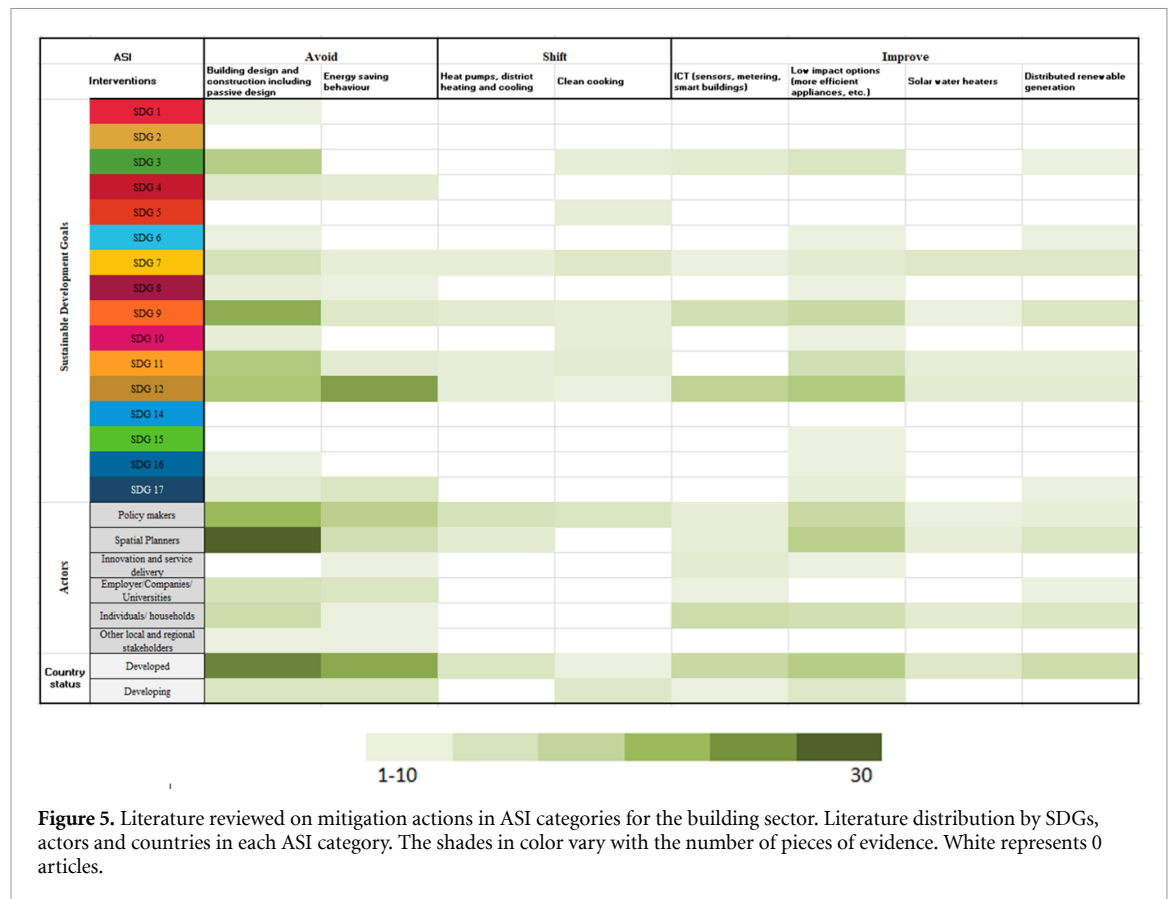 ASI
Avoid
Shift
Improve
Interventions
Building design and
construction including
passive design
Energy saving
behaviour
Heat pumps, district
heating and cooling
Clean cooking
ICT (sensors, metering,
smart buildings)
Low impact options
(more efficient
appliances, etc.)
Solar water heaters
Distributed renewable
generation
Sustainable Development Goals
SDG 1
SDG 2
SDG 3
SDG 4
SDG 5
SDG 6
SDG 7
SDG 8
SDG 9
SDG 10
SDG 11
SDG 12
SDG 14
SDG 15
SDG 16
SDG 17
Actors
Policy makers
Spatial Planners
Innovation and service
delivery
Employer/Companies/
Universities
Individuals/ households
Other local and regional
stakeholders
Country
status
Developed
Developing
1-10
30
Figure 5. Literature reviewed on mitigation actions in ASI categories for the building sector. Literature distribution by SDGs,
actors and countries in each ASI category. The shades in color vary with the number of pieces of evidence. White represents 0
articles.